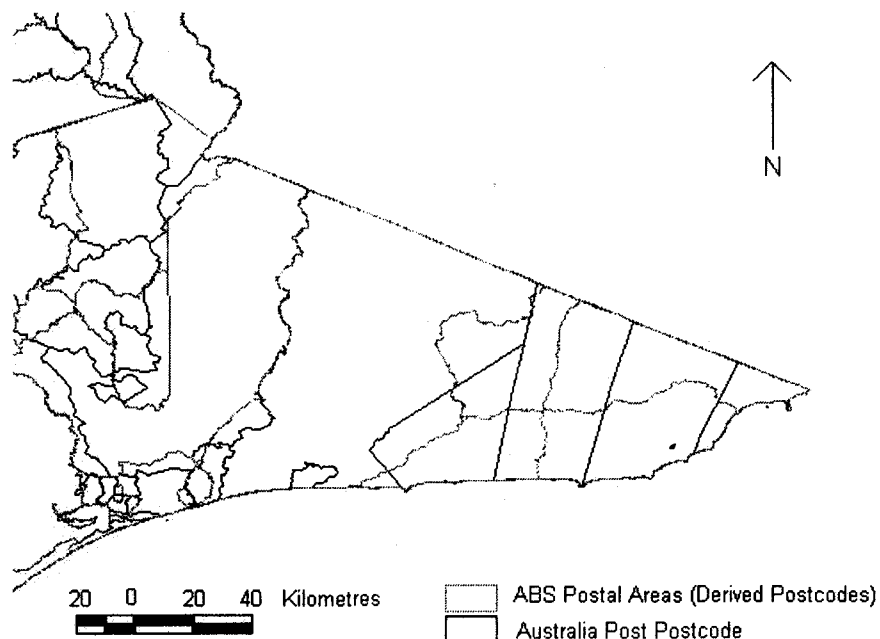 N
20 0 20 40 Kilometres
ABS Postal Areas (Derived Postcodes)
Australia Post Postcode